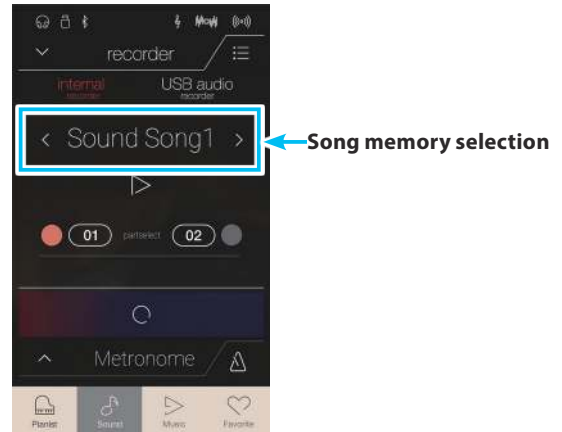 recorder
internal
recorder
USB audio
recorder
Sound Song1
Song memory selection
01 partselect 02
Metronome
Pianist Sound Music Favorite